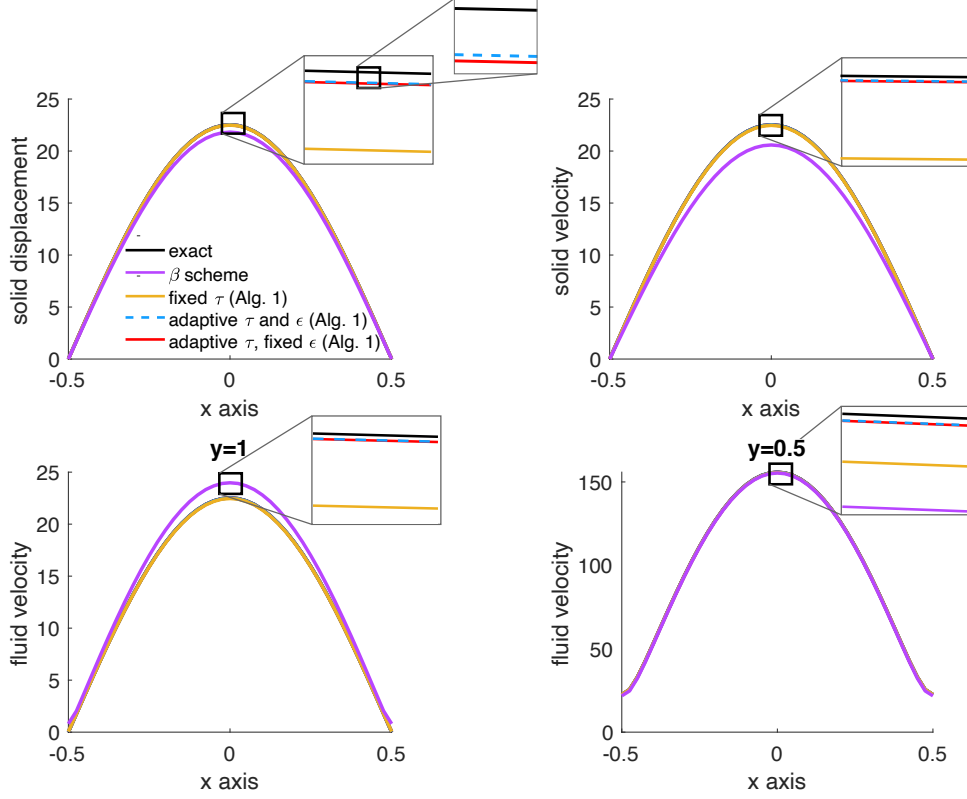 25
20
15
10
5
0
solid displacement
exact
β scheme
fixed τ (Alg. 1)
adaptive τ and ϵ (Alg. 1)
adaptive τ, fixed ϵ (Alg. 1)
-0.5
0
0.5
x axis
25
20
15
10
5
0
solid velocity
-0.5
0
0.5
x axis
y=1
25
20
15
10
5
0
fluid velocity
-0.5
0
0.5
x axis
y=0.5
150
100
50
0
fluid velocity
-0.5
0
0.5
x axis